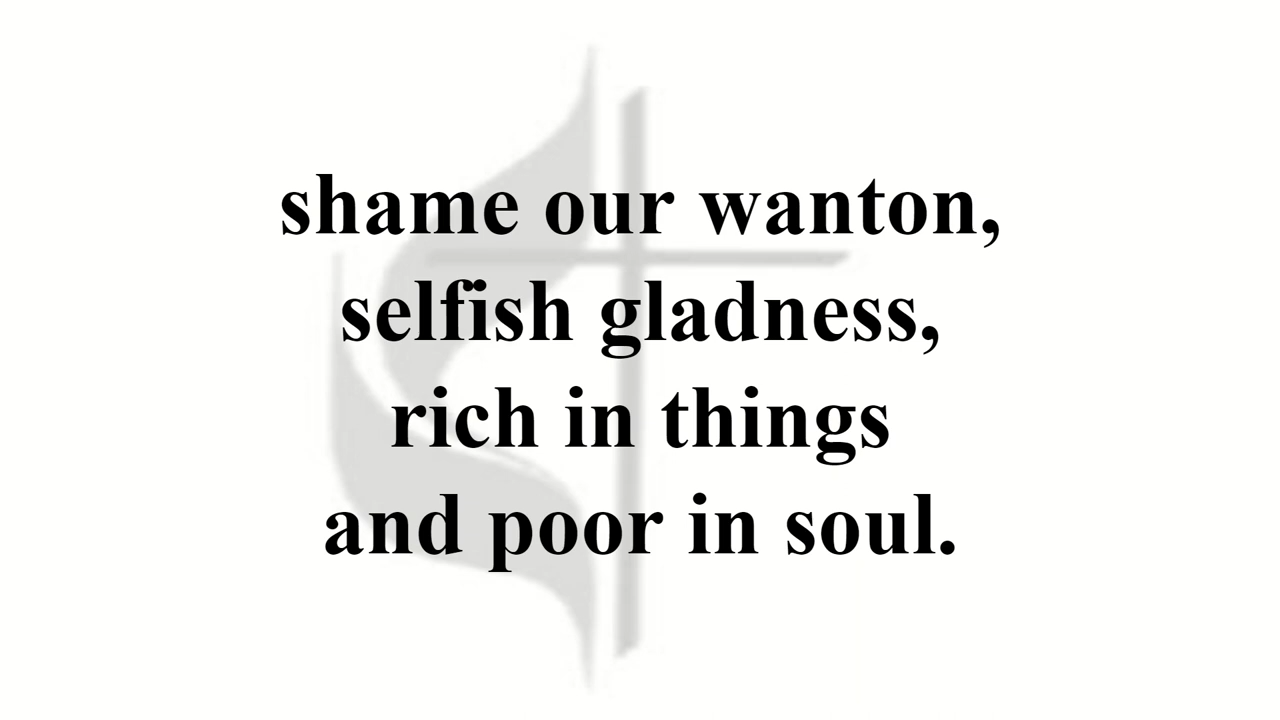 shame our wanton,
selfish gladness,
rich in things
and poor in soul.